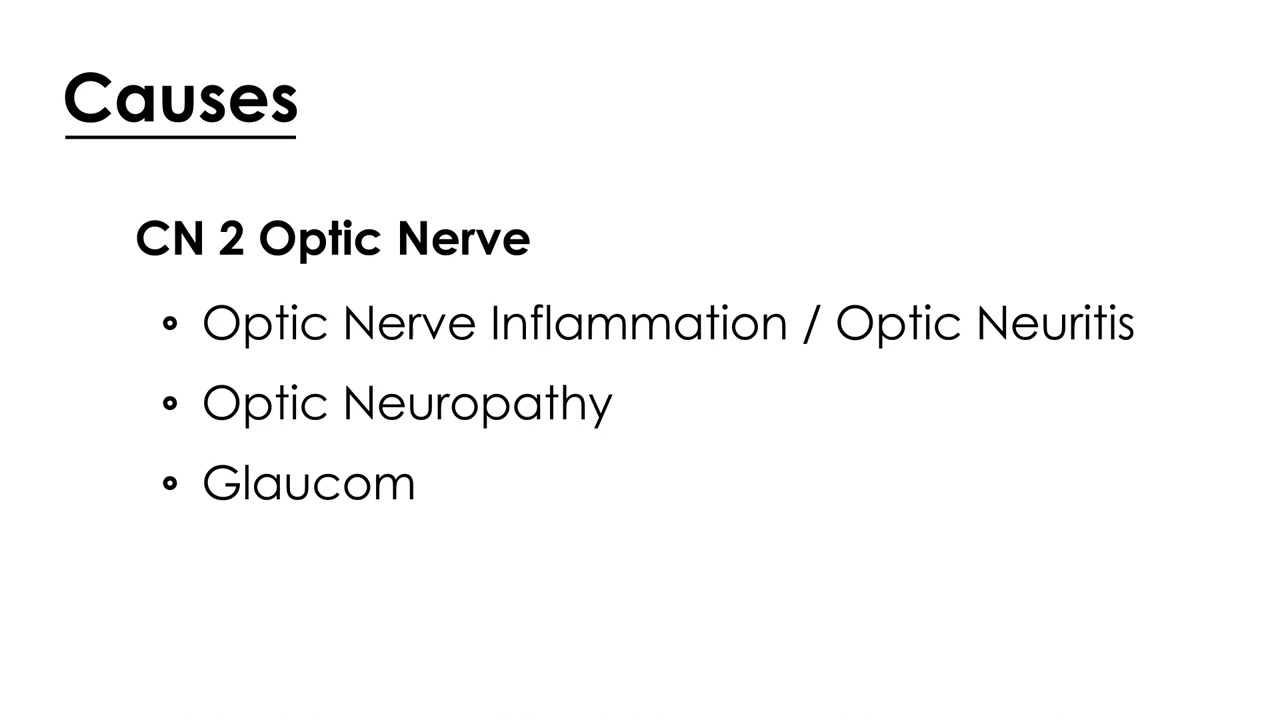 Causes
CN 2 Optic Nerve
Optic Nerve Inflammation / Optic Neuritis
Optic Neuropathy
Glaucom